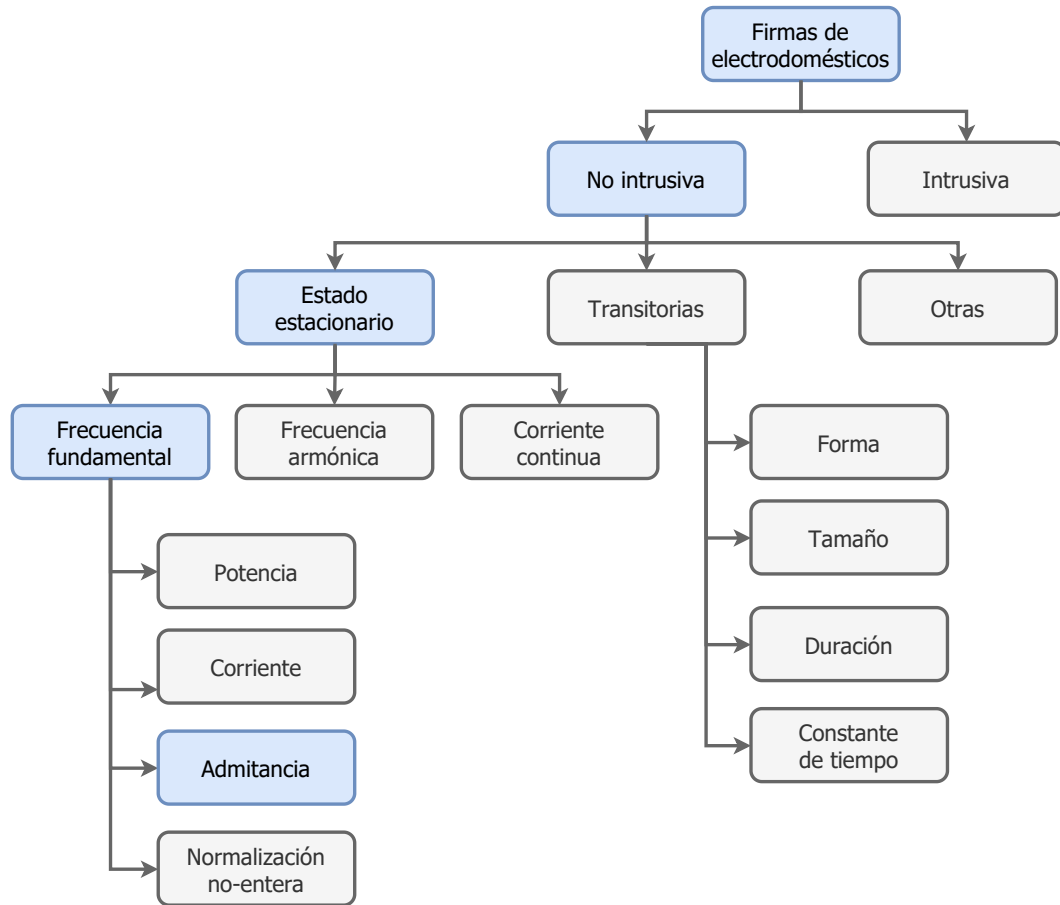 Firmas de
electrodomésticos
No intrusiva
Intrusiva
Estado
estacionario
Transitorias
Otras
Frecuencia
fundamental
Frecuencia
armónica
Corriente
continua
Forma
Tamaño
Duración
Constante
de tiempo
Potencia
Corriente
Admitancia
Normalización
no-entera